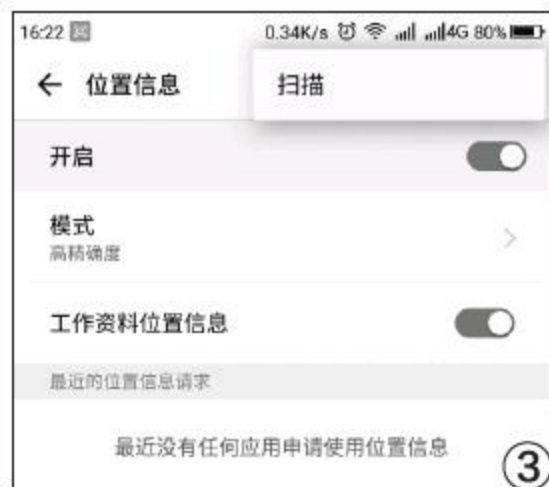 16:22 0.34K/s 4G 80%
位置信息
扫描
开启
模式
高精确度
工作资料位置信息
最近的位置信息请求
最近没有任何应用申请使用位置信息
③